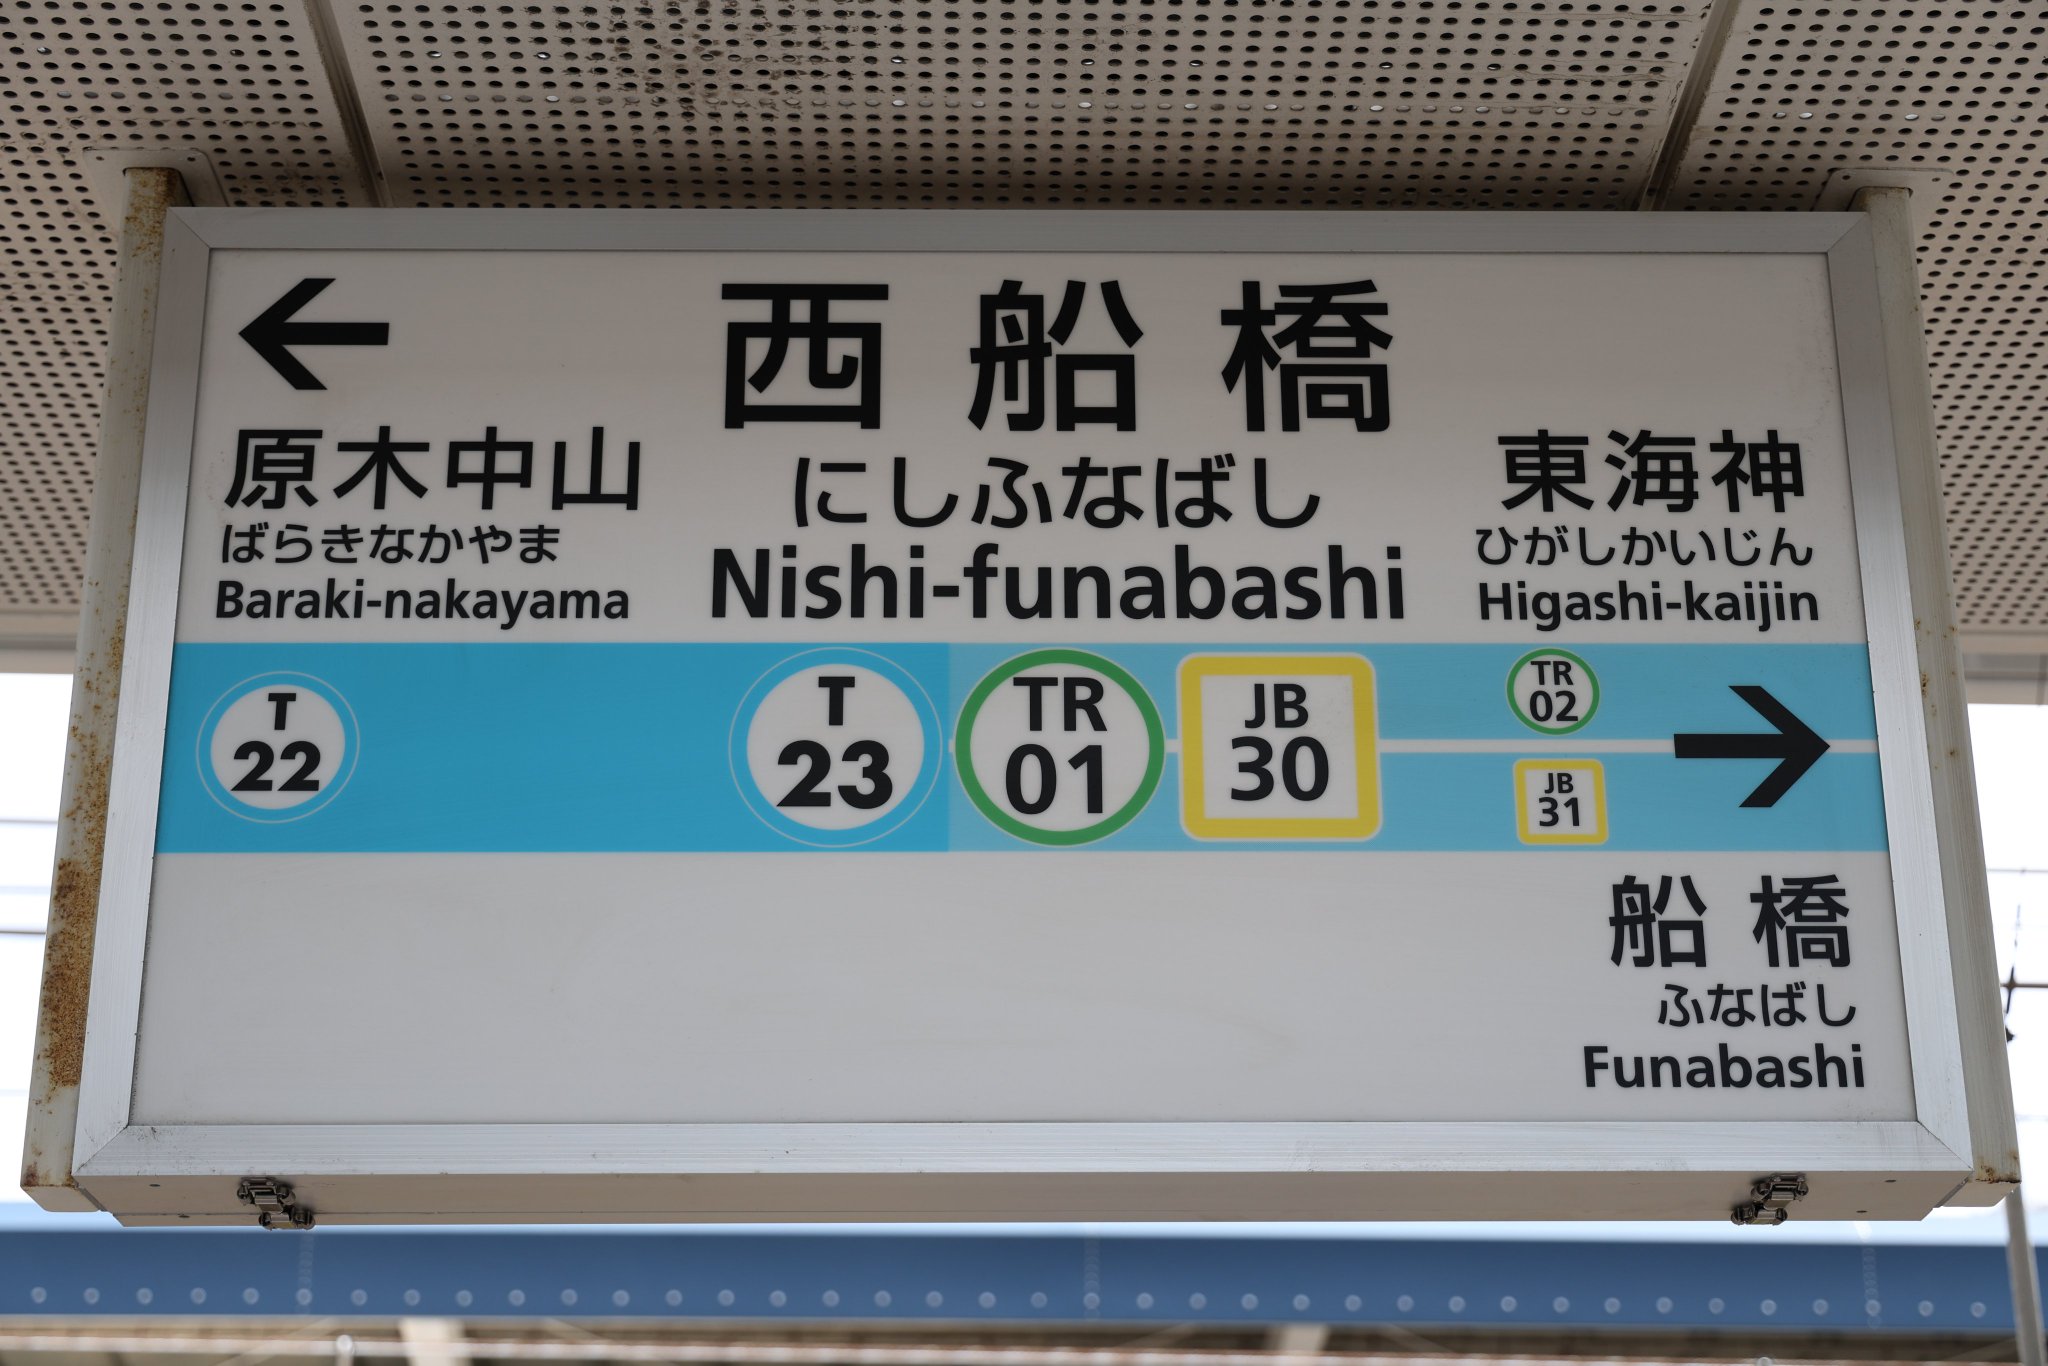 ←
西船橋
原木中山
にしふなばし
東海神
ばらきなかやま
ひがしかいじん
Baraki-nakayama
Nishi-funabashi
Higashi-kaijin
T
22
T
23
TR
01
JB
30
TR
02
JB
31
→
船橋
ふなばし
Funabashi